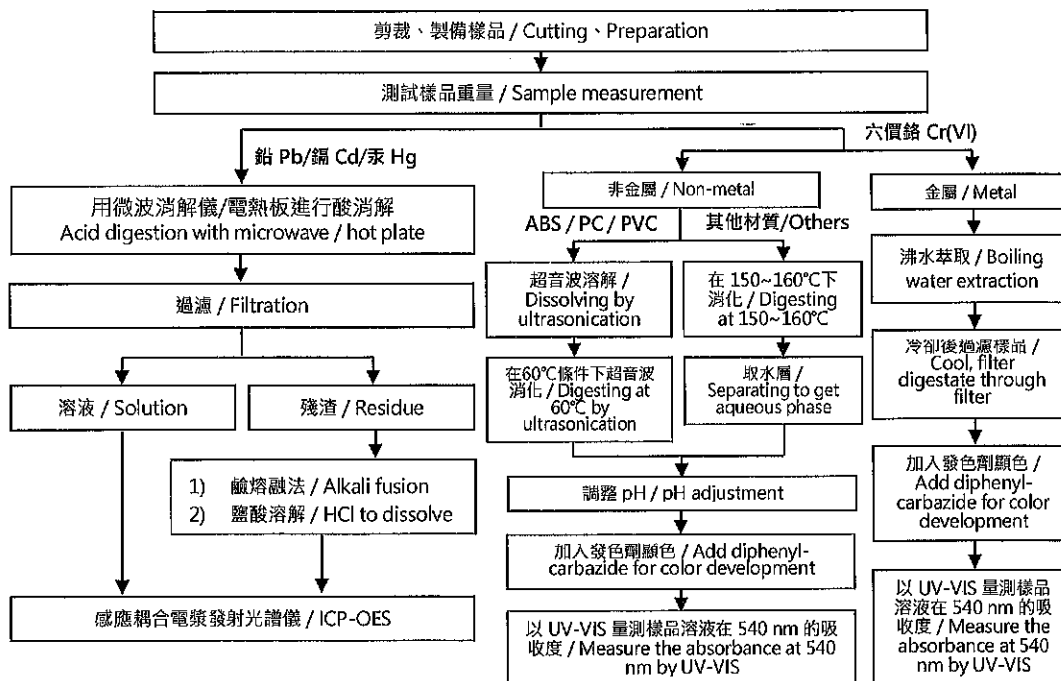 剪裁、製備樣品 / Cutting、Preparation
測試樣品重量 / Sample measurement
鉛 Pb/鎘 Cd/汞 Hg
六價鉻 Cr(VI)
用微波消解儀/電熱板進行酸消解
Acid digestion with microwave / hot plate
過濾 / Filtration
溶液 / Solution
殘渣 / Residue
1) 鹼熔融法 / Alkali fusion
2) 鹽酸溶解 / HCl to dissolve
感應耦合電漿發射光譜儀 / ICP-OES
非金屬 / Non-metal
ABS / PC / PVC
其他材質/Others
超音波溶解 /
Dissolving by
ultrasonication
在60℃條件下超音波
消化 / Digesting at
60℃ by
ultrasonication
在 150~160℃下
消化 / Digesting
at 150~160℃
取水層 /
Separating to get
aqueous phase
調整 pH / pH adjustment
加入發色劑顯色 / Add diphenyl-
carbazide for color development
以 UV-VIS 量測樣品溶液在 540 nm 的吸
收度 / Measure the absorbance at 540
nm by UV-VIS
金屬 / Metal
沸水萃取 / Boiling
water extraction
冷卻後過濾樣品 /
Cool, filter
digestate through
filter
加入發色劑顯色 /
Add diphenyl-
carbazide for color
development
以 UV-VIS 量測樣品
溶液在 540 nm 的吸
收度 / Measure the
absorbance at 540
nm by UV-VIS